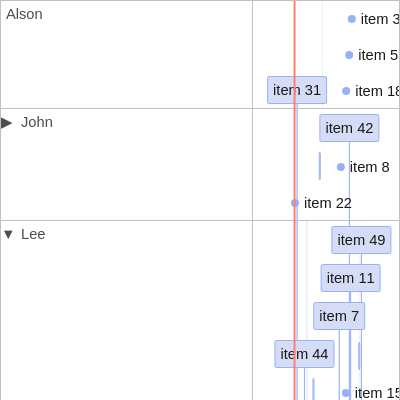 Alson
item 3
item 5
item 18
item 31
▶ John
item 42
item 8
item 22
▼ Lee
item 49
item 11
item 7
item 44
item 15